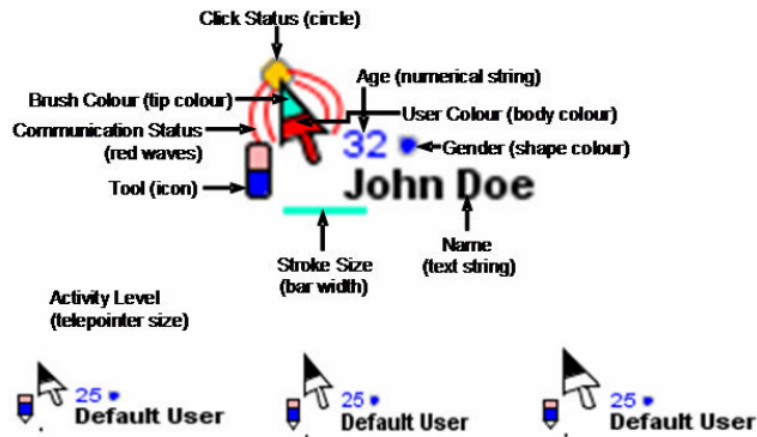 Click Status (circle)
Age (numerical string)
Brush Colour (tip colour)
User Colour (body colour)
Communication Status
(red waves)
32
Gender (shape colour)
Tool (icon)
John Doe
Stroke Size
(bar width)
Name
(text string)
Activity Level
(telepointer size)
25
Default User
25
Default User
25
Default User